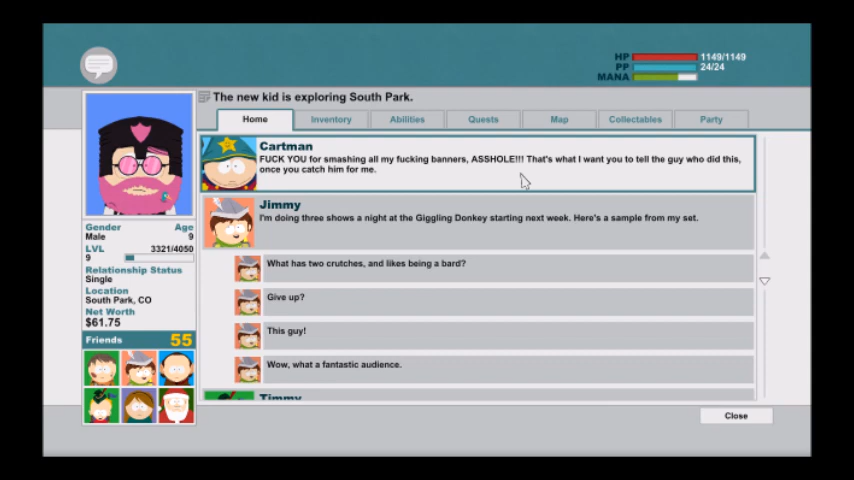 HP 1149/1149
PP 24/24
MANA
The new kid is exploring South Park.
Home Inventory Abilities Quests Map Collectables Party
Cartman
FUCK YOU for smashing all my fucking banners, ASSHOLE!!! That's what I want you to tell the guy who did this,
once you catch him for me.
Jimmy
I'm doing three shows a night at the Giggling Donkey starting next week. Here's a sample from my set.
What has two crutches, and likes being a bard?
Give up?
This guy!
Wow, what a fantastic audience.
Timmy
Gender Age
Male 9
LVL 3321/4050
9
Relationship Status
Single
Location
South Park, CO
Net Worth
$61.75
Friends 55
Close